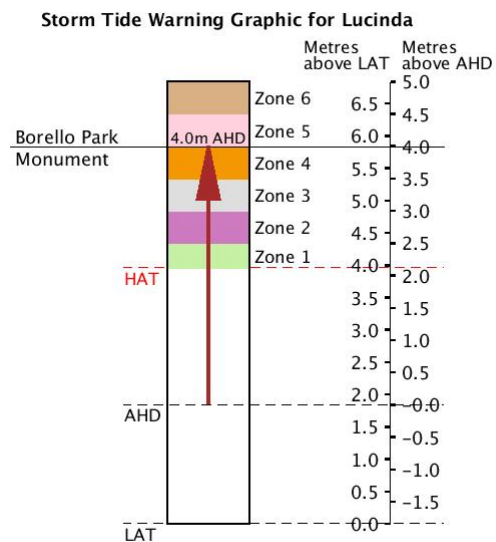 Storm Tide Warning Graphic for Lucinda
Metres above LAT
Metres above AHD
5.0
Zone 6
6.5
4.5
Zone 5
6.0
Borello Park
4.0m AHD
4.0
Monument
Zone 4
5.5
3.5
Zone 3
5.0
3.0
Zone 2
4.5
2.5
Zone 1
4.0
HAT
2.0
3.5
1.5
3.0
1.0
2.5
0.5
2.0
AHD
-0.0
1.5
−0.5
1.0
−1.0
0.5
−1.5
0.0
LAT